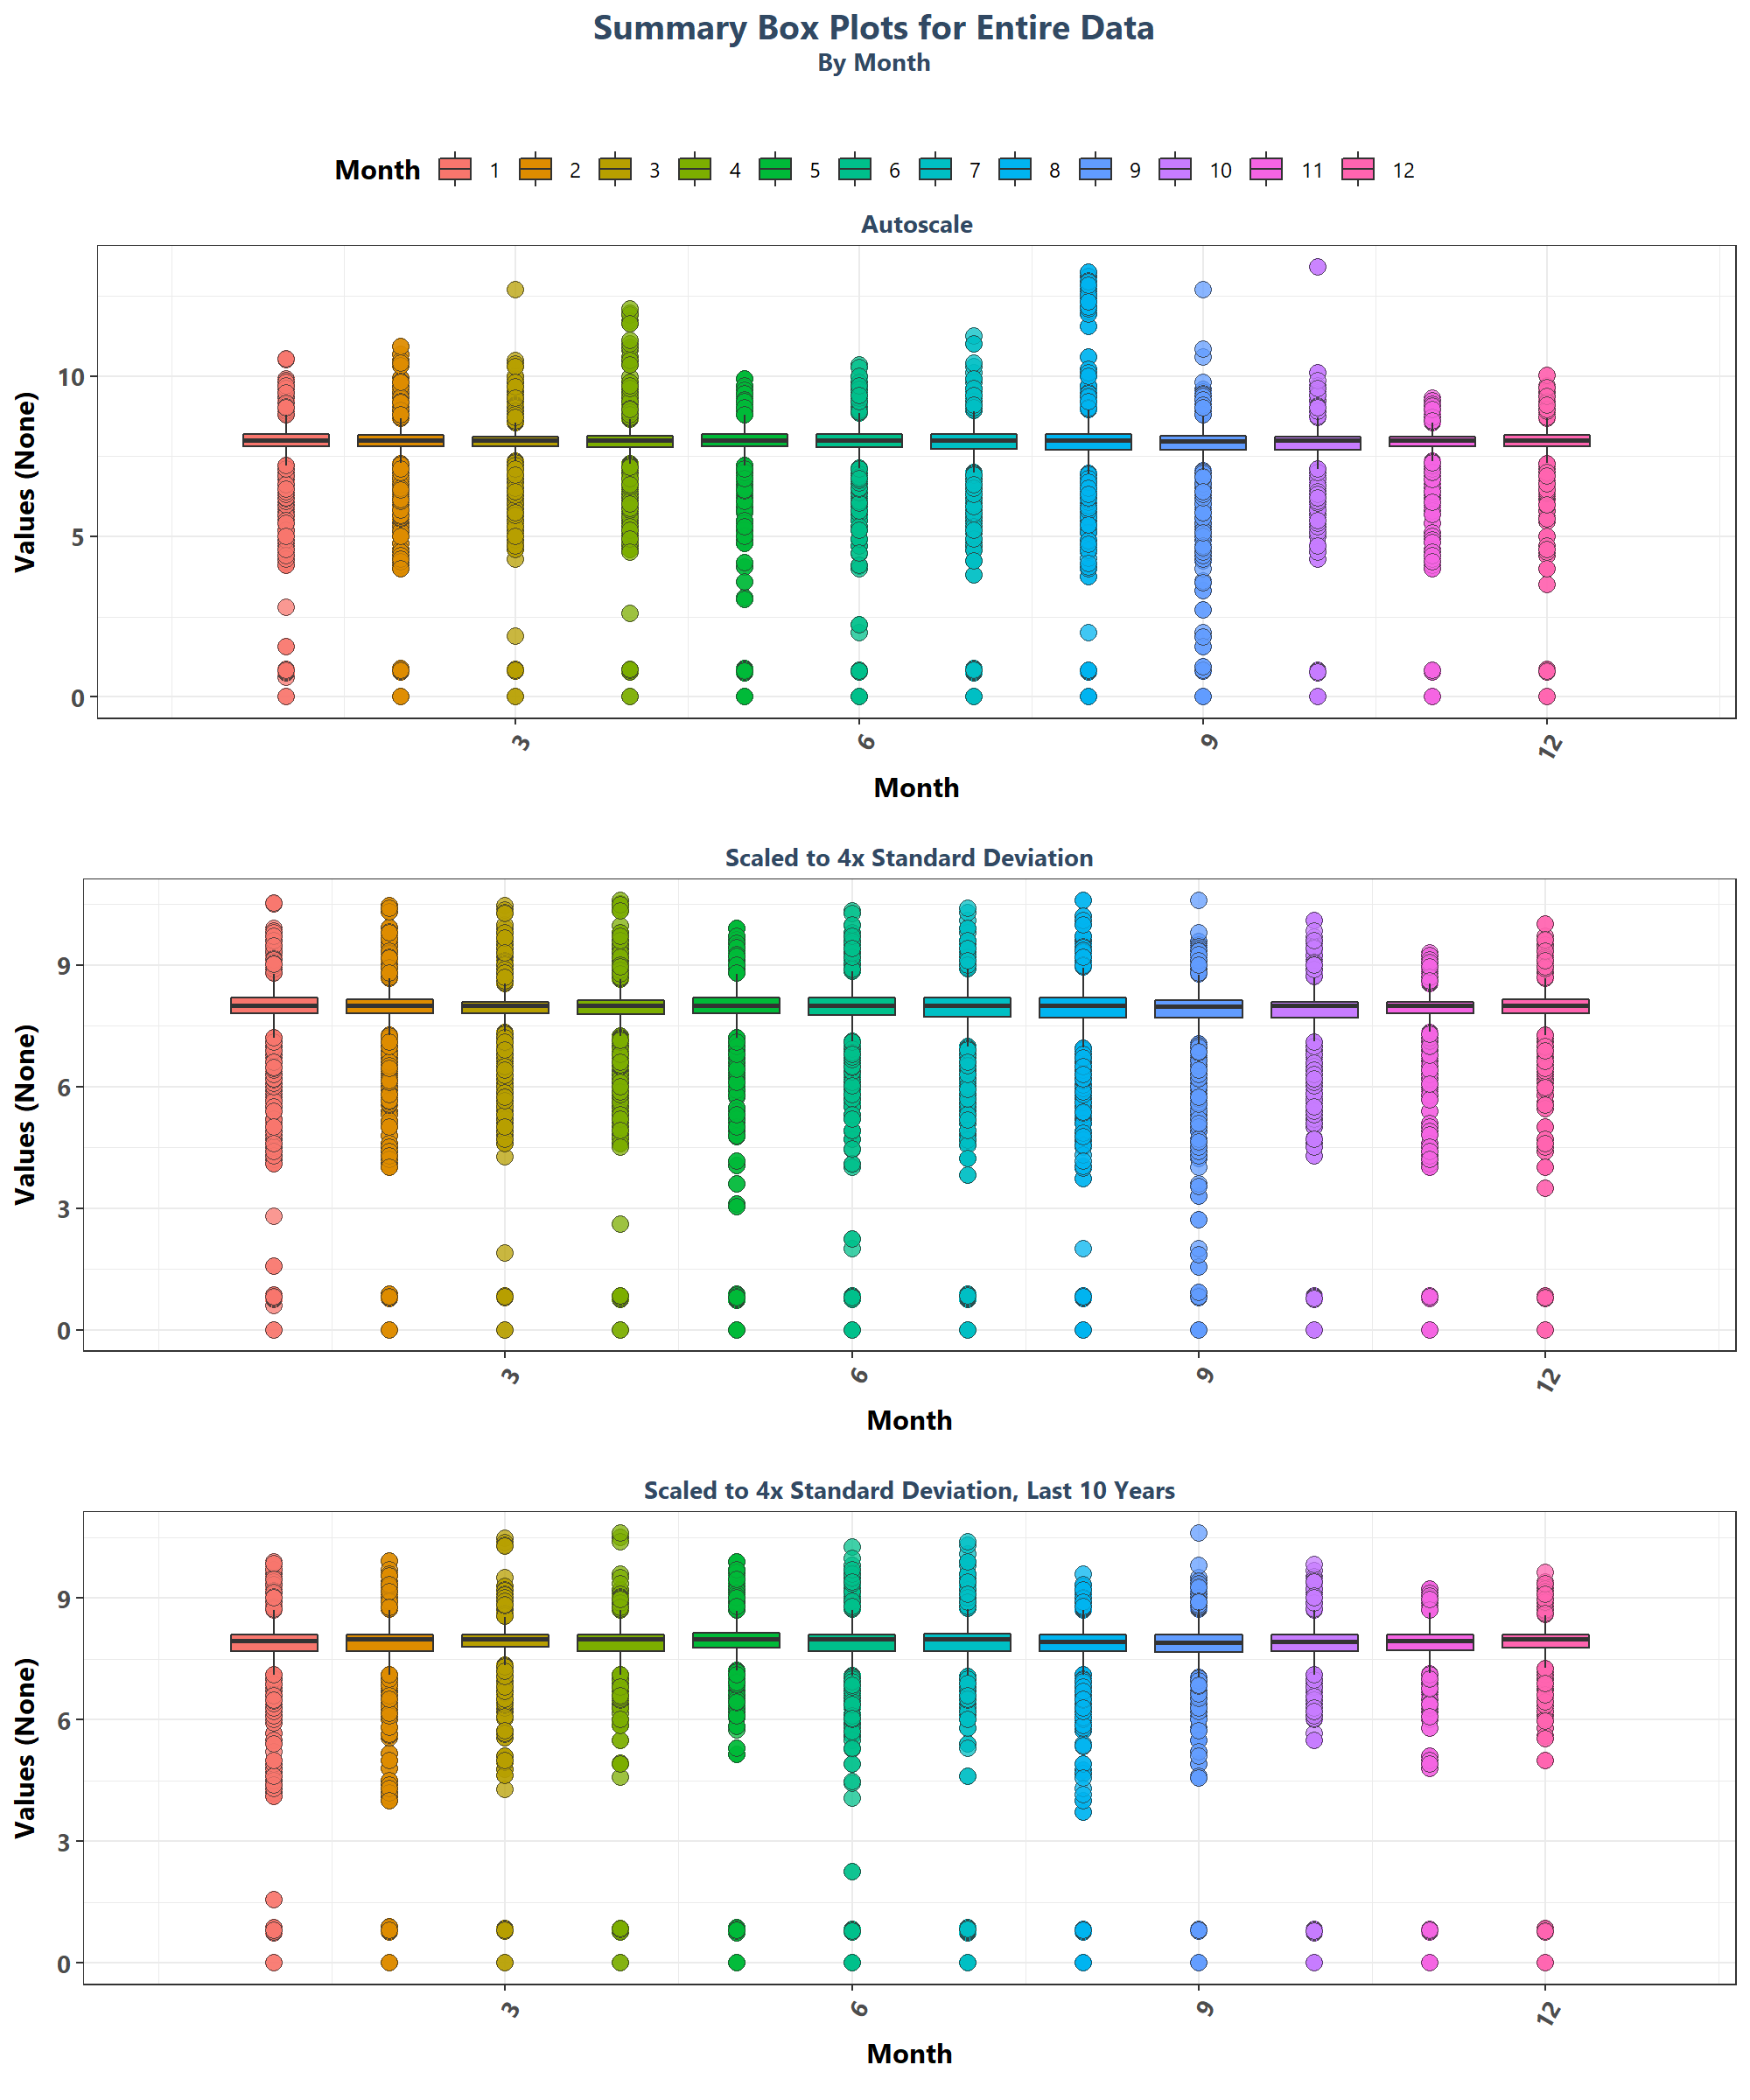 Summary Box Plots for Entire Data
By Month
Month 1 2 3 4 5 6 7 8 9 10 11 12
Autoscale
Values (None)
10
5
0
3 6 9 12
Month
Scaled to 4x Standard Deviation
Values (None)
9
6
3
0
3 6 9 12
Month
Scaled to 4x Standard Deviation, Last 10 Years
Values (None)
9
6
3
0
3 6 9 12
Month